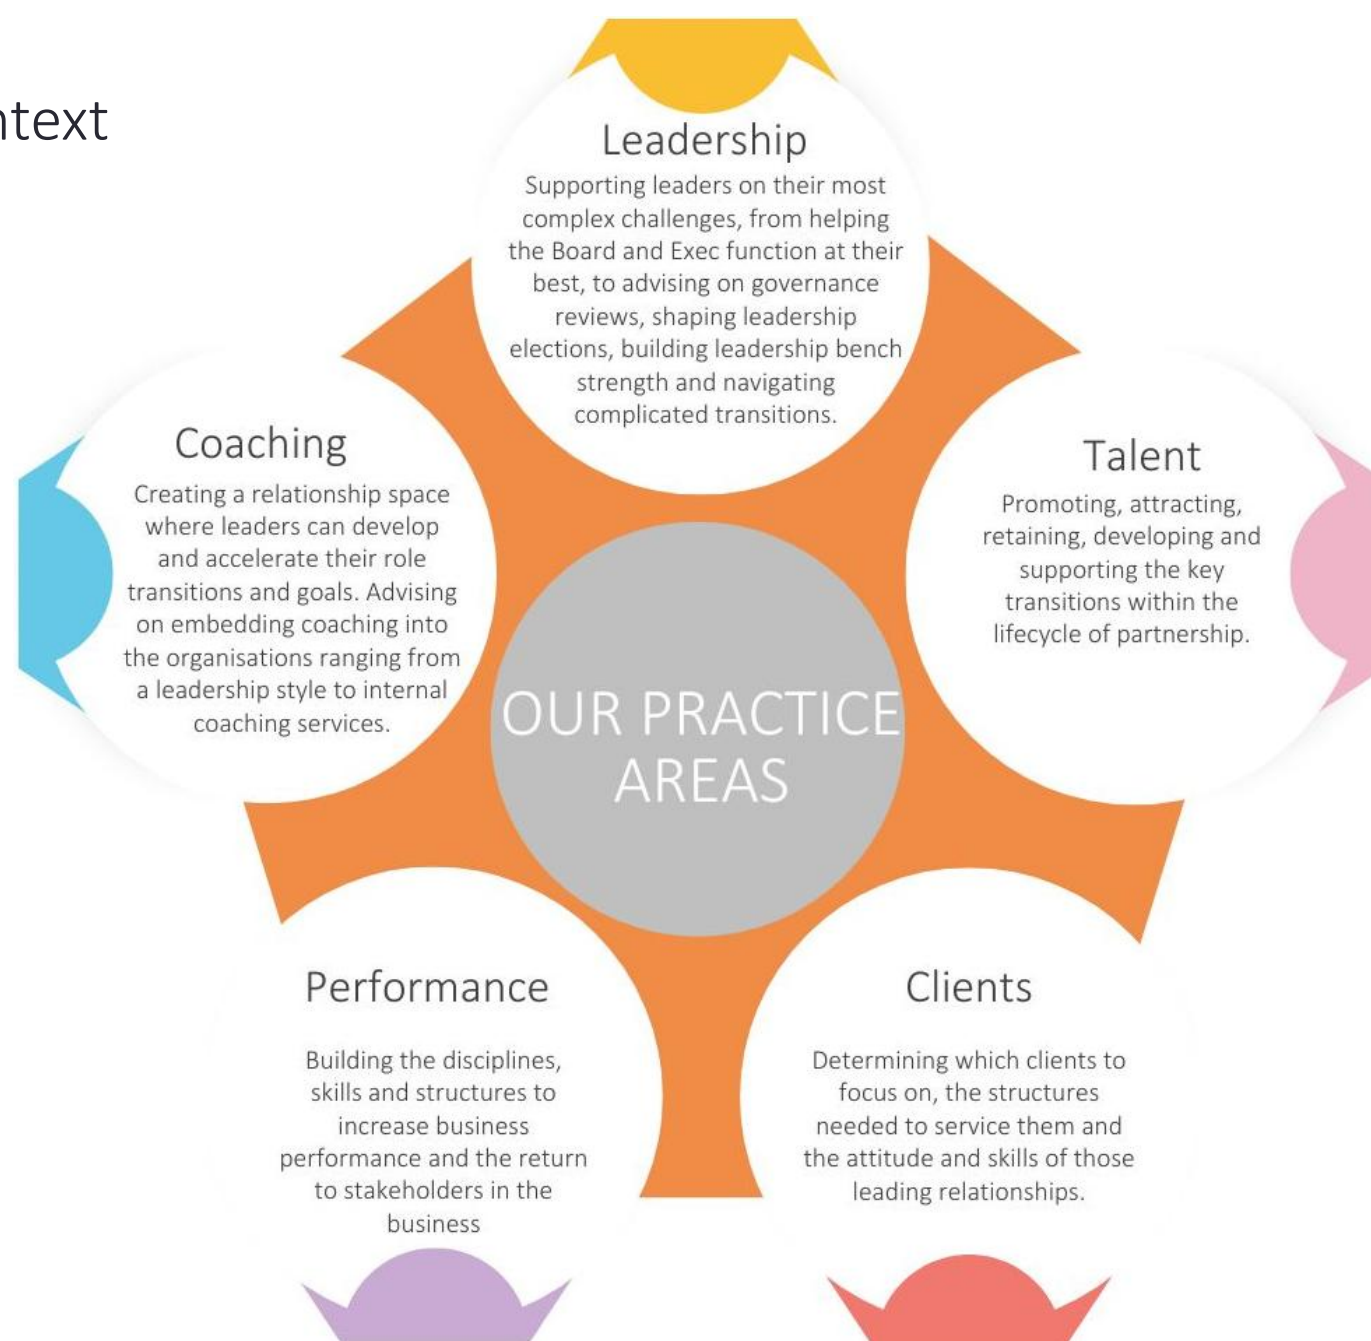 ntext
Leadership
Supporting leaders on their most
complex challenges, from helping
the Board and Exec function at their
best, to advising on governance
reviews, shaping leadership
elections, building leadership bench
strength and navigating
complicated transitions.
Coaching
Creating a relationship space
where leaders can develop
and accelerate their role
transitions and goals. Advising
on embedding coaching into
the organisations ranging from
a leadership style to internal
coaching services.
Talent
Promoting, attracting,
retaining, developing and
supporting the key
transitions within the
lifecycle of partnership.
OUR PRACTICE
AREAS
Performance
Building the disciplines,
skills and structures to
increase business
performance and the return
to stakeholders in the
business
Clients
Determining which clients to
focus on, the structures
needed to service them and
the attitude and skills of those
leading relationships.